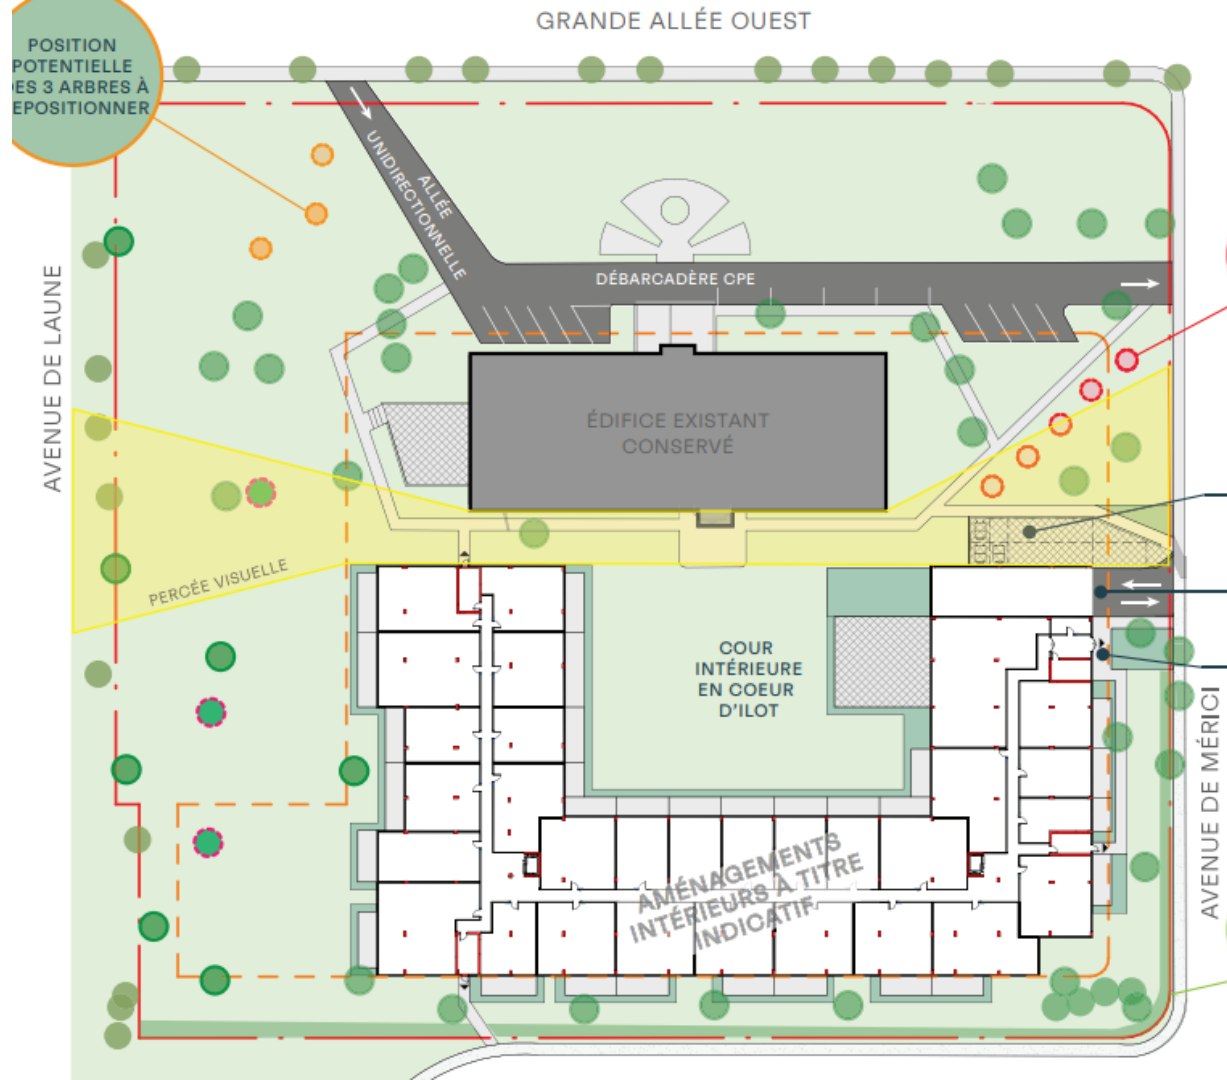 GRANDE ALLÉE OUEST
POSITION
POTENTIELLE
DES 3 ARBRES À
EPOSITIONNER
ALLÉE
UNIDIRECTIONNELLE
DÉBARCADÈRE CPE
AVENUE DE LAUNE
ÉDIFICE EXISTANT
CONSERVÉ
PERCÉE VISUELLE
COUR
INTÉRIEURE
EN COEUR
D'ILOT
AVENUE DE MÉRICI
AMÉNAGEMENTS
INTÉRIEURS À TITRE
INDICATIF